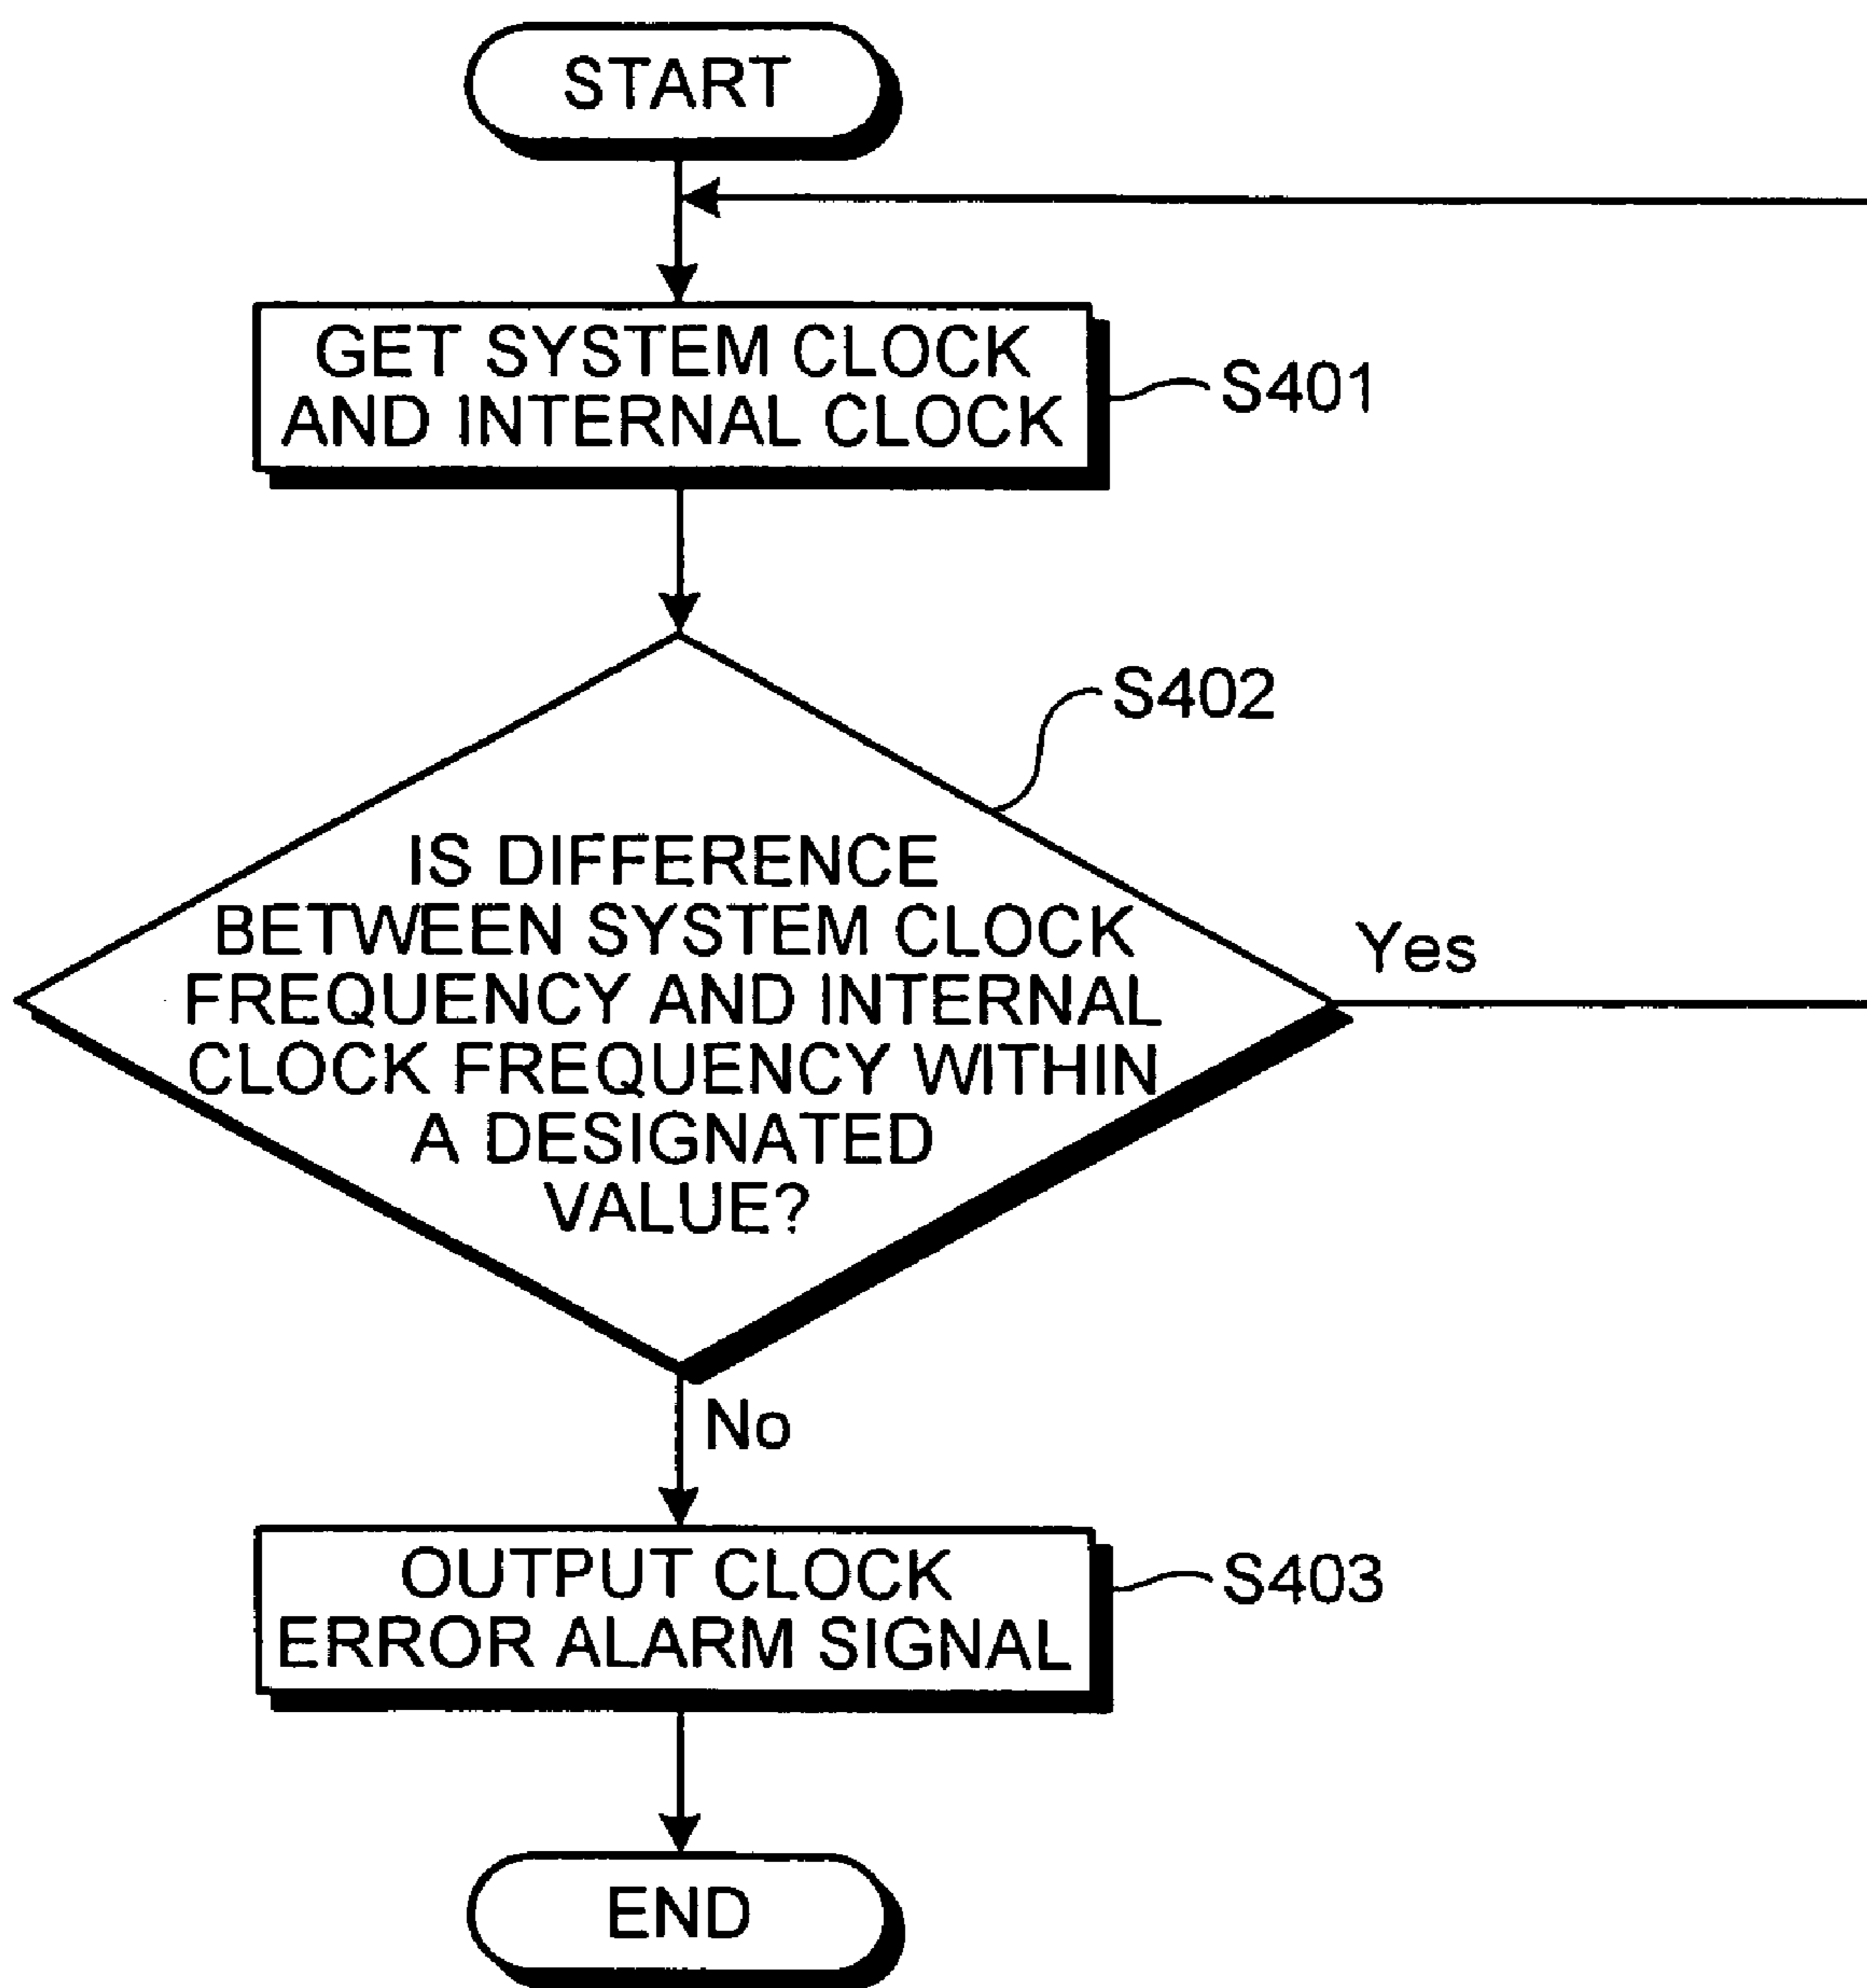 START
GET SYSTEM CLOCK
AND INTERNAL CLOCK
S401
S402
IS DIFFERENCE
BETWEEN SYSTEM CLOCK
FREQUENCY AND INTERNAL
CLOCK FREQUENCY WITHIN
A DESIGNATED
VALUE?
Yes
No
OUTPUT CLOCK
ERROR ALARM SIGNAL
S403
END